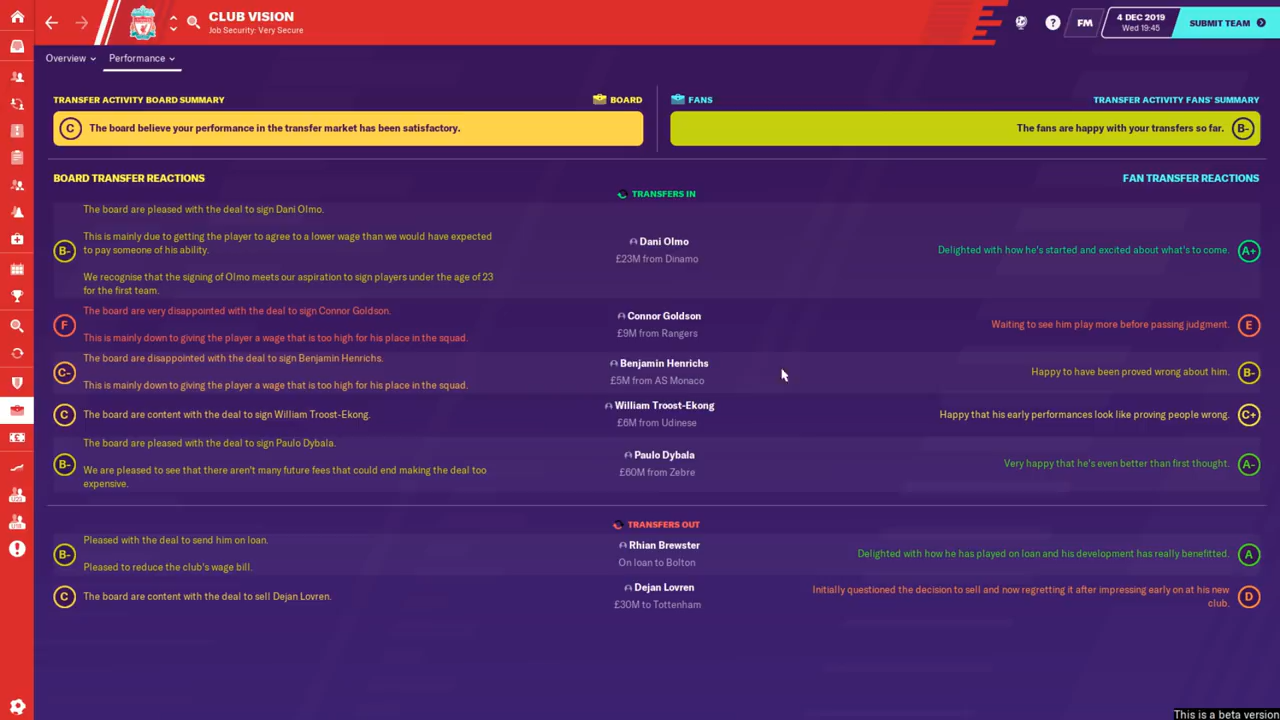 CLUB VISION
Job Security: Very Secure
FM
4 DEC 2019
Wed 19:45
SUBMIT TEAM
Overview
Performance
TRANSFER ACTIVITY BOARD SUMMARY
BOARD
FANS
TRANSFER ACTIVITY FANS' SUMMARY
C
The board believe your performance in the transfer market has been satisfactory.
The fans are happy with your transfers so far.
B-
BOARD TRANSFER REACTIONS
FAN TRANSFER REACTIONS
TRANSFERS IN
B-
The board are pleased with the deal to sign Dani Olmo.
This is mainly due to getting the player to agree to a lower wage than we would have expected
to pay someone of his ability.
We recognise that the signing of Olmo meets our aspiration to sign players under the age of 23
for the first team.
Dani Olmo
£23M from Dinamo
Delighted with how he's started and excited about what's to come.
A+
F
The board are very disappointed with the deal to sign Connor Goldson.
This is mainly down to giving the player a wage that is too high for his place in the squad.
Connor Goldson
£9M from Rangers
Waiting to see him play more before passing judgment.
E
C-
The board are disappointed with the deal to sign Benjamin Henrichs.
This is mainly down to giving the player a wage that is too high for his place in the squad.
Benjamin Henrichs
£5M from AS Monaco
Happy to have been proved wrong about him.
B-
C
The board are content with the deal to sign William Troost-Ekong.
William Troost-Ekong
£6M from Udinese
Happy that his early performances look like proving people wrong.
C+
B-
The board are pleased with the deal to sign Paulo Dybala.
We are pleased to see that there aren't many future fees that could end making the deal too
expensive.
Paulo Dybala
£60M from Zebre
Very happy that he's even better than first thought.
A-
TRANSFERS OUT
B-
Pleased with the deal to send him on loan.
Pleased to reduce the club's wage bill.
Rhian Brewster
On loan to Bolton
Delighted with how he has played on loan and his development has really benefitted.
A
C
The board are content with the deal to sell Dejan Lovren.
Dejan Lovren
£30M to Tottenham
Initially questioned the decision to sell and now regretting it after impressing early on at his new
club.
D
This is a beta version